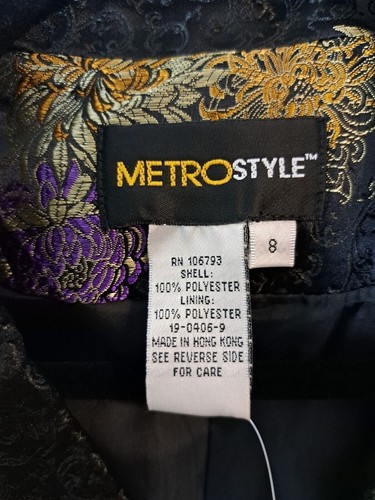 METROSTYLE™
8
RN 106793
SHELL:
100% POLYESTER
LINING:
100% POLYESTER
19-0406-9
MADE IN HONG KONG
SEE REVERSE SIDE
FOR CARE